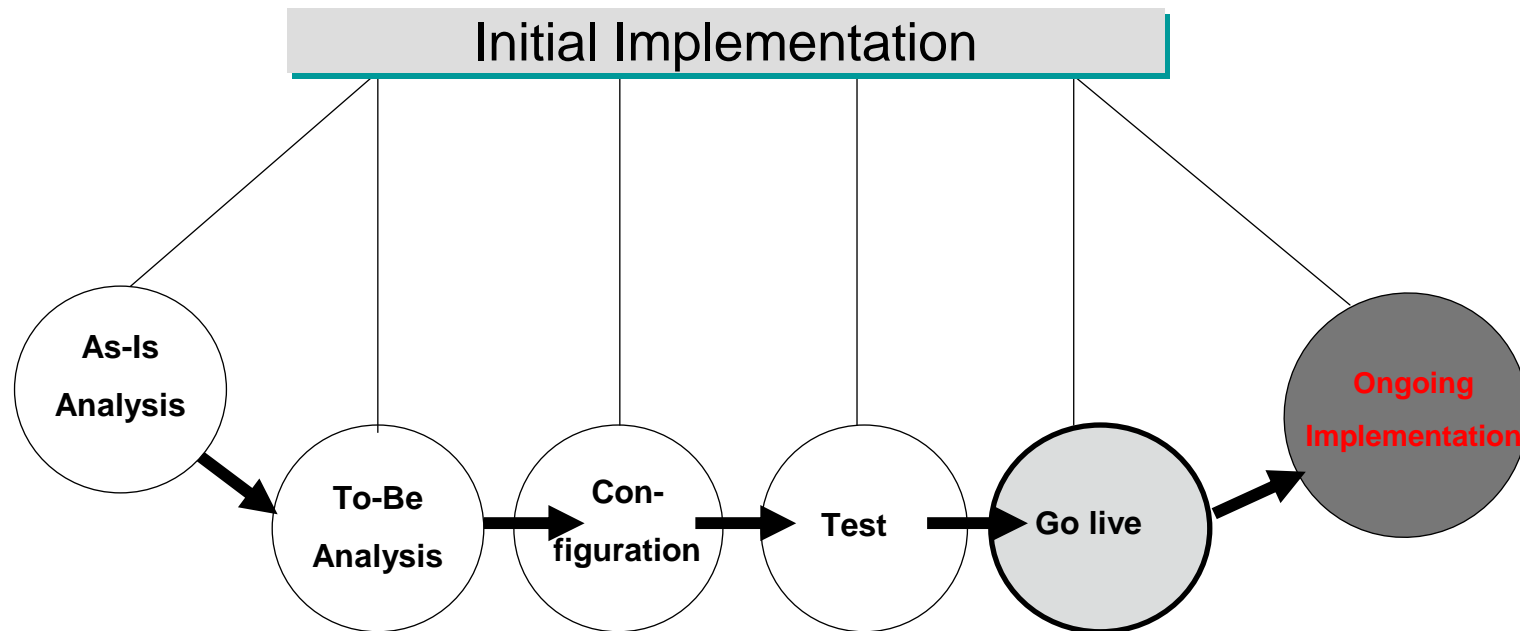 Initial Implementation
As-Is
Analysis
To-Be
Analysis
Con-
figuration
Test
Go live
Ongoing
Implementation